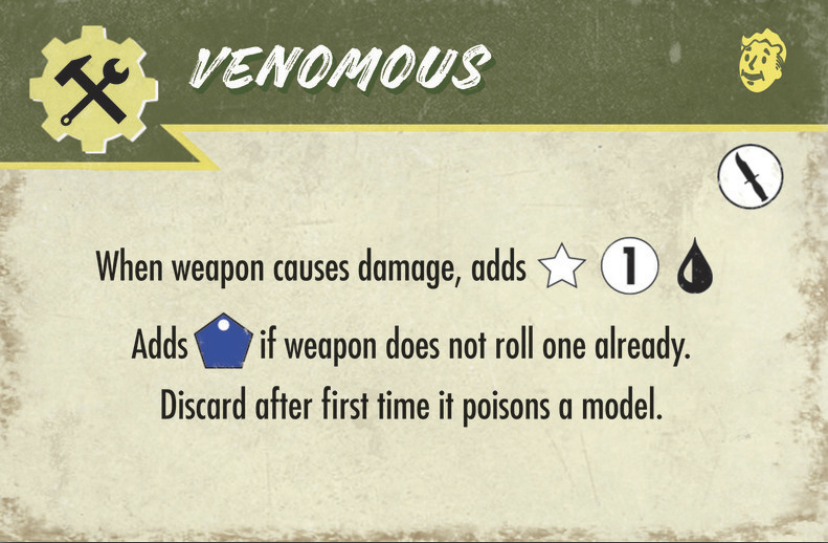 VENOMOUS
When weapon causes damage, adds 1
Adds if weapon does not roll one already.
Discard after first time it poisons a model.